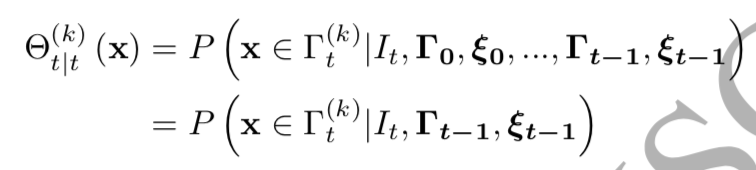 Θ_{t|t}^{(k)} (x) = P ( x ∈ Γ_t^{(k)} | I_t, Γ_0, ξ_0, ..., Γ_{t−1}, ξ_{t−1} )
= P ( x ∈ Γ_t^{(k)} | I_t, Γ_{t−1}, ξ_{t−1} )